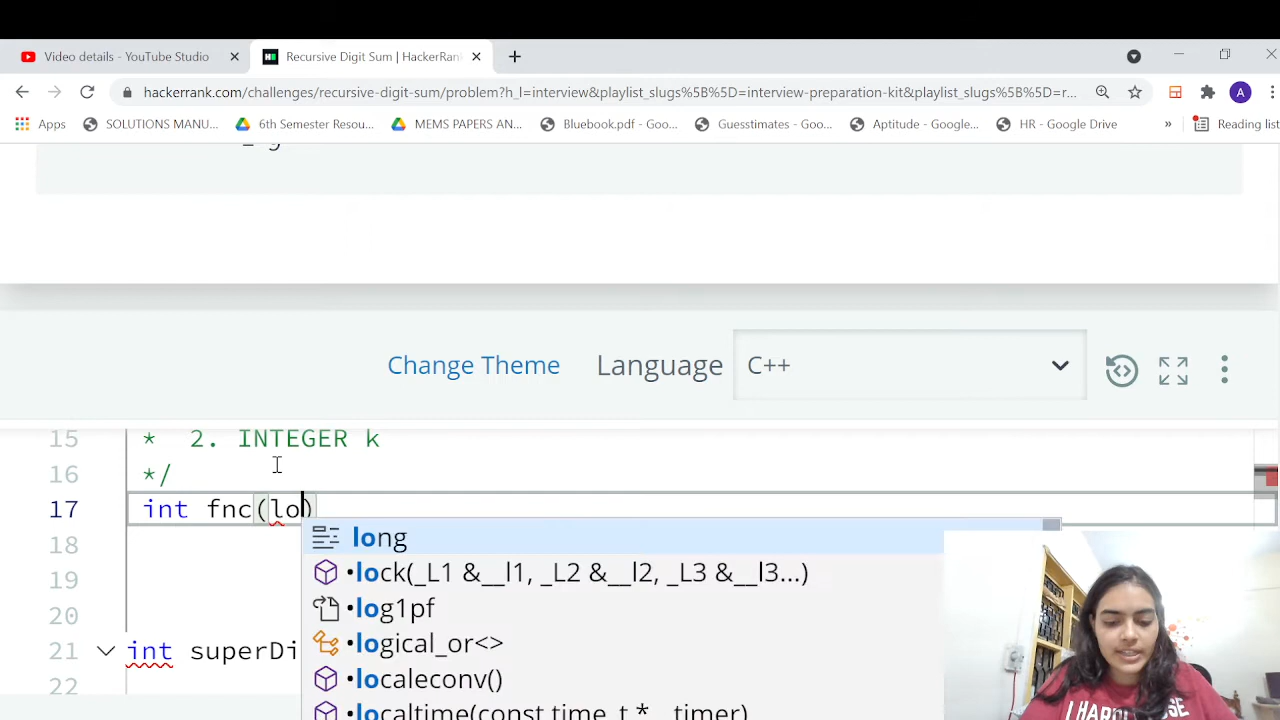 Video details - YouTube Studio
Recursive Digit Sum | HackerRank
hackerrank.com/challenges/recursive-digit-sum/problem?h_l=interview&playlist_slugs%5B%5D=interview-preparation-kit&playlist_slugs%5B%5D=r...
A
Apps
SOLUTIONS MANU...
6th Semester Resou...
MEMS PAPERS AN...
Bluebook.pdf - Goo...
Guesstimates - Goo...
Aptitude - Google...
HR - Google Drive
»
Reading list
Change Theme
Language
C++
15 * 2. INTEGER k
16 */
17 int fnc(lo)
long
18
•lock(_L1 &__l1, _L2 &__l2, _L3 &__l3...)
19
•log1pf
20
•logical_or<>
21 int superDi
•localeconv()
22
•localtime(const time_t *__timer)
I HARDL